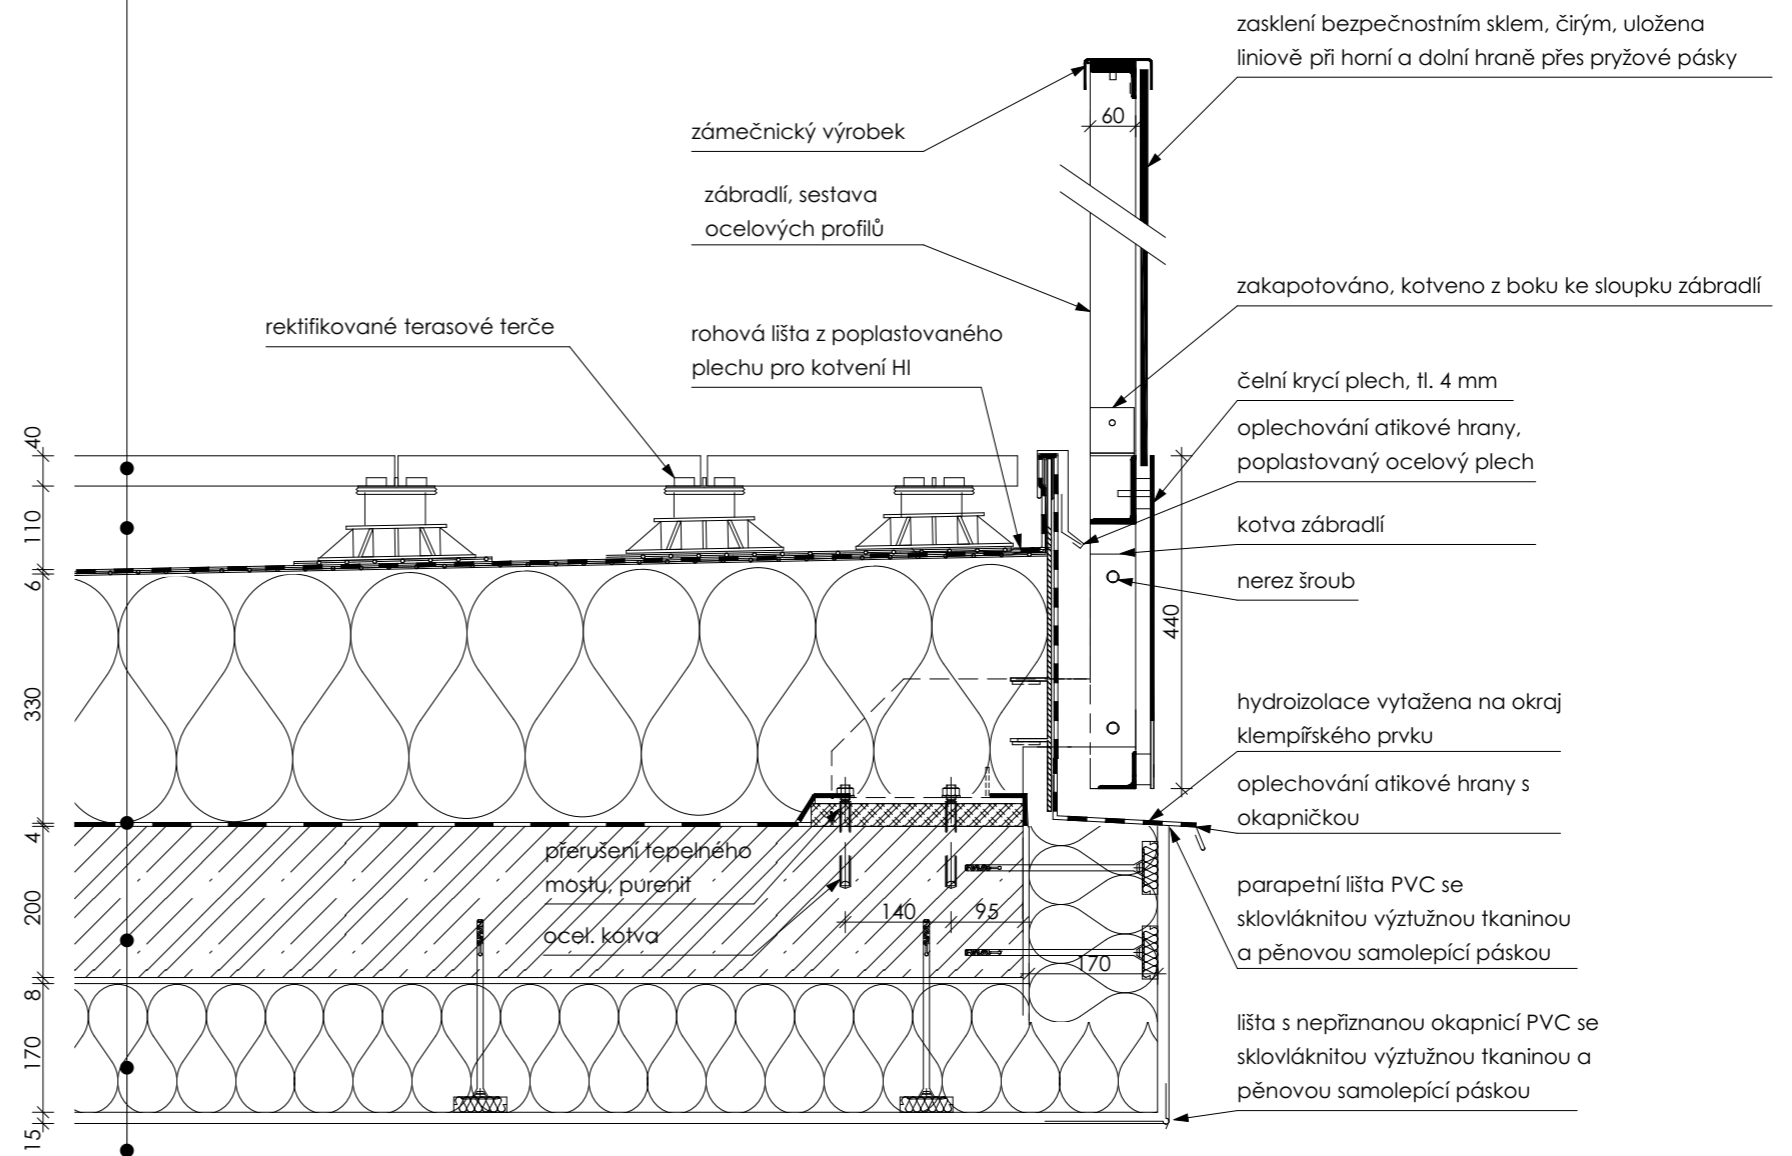 zasklení bezpečnostním sklem, čirým, uložena
liniově při horní a dolní hraně přes pryžové pásky
60
zámečnický výrobek
zábradlí, sestava
ocelových profilů
zakapotováno, kotveno z boku ke sloupku zábradlí
rektifikované terasové terče
rohová lišta z poplastovaného
plechu pro kotvení HI
čelní krycí plech, tl. 4 mm
oplechování atikové hrany,
poplastovaný ocelový plech
kotva zábradlí
nerez šroub
440
hydroizolace vytažena na okraj
klempířského prvku
oplechování atikové hrany s
okapničkou
přerušení tepelného
mostu, purenit
ocel. kotva
140
95
170
parapetní lišta PVC se
sklovláknitou výztužnou tkaninou
a pěnovou samolepící páskou
lišta s nepřiznanou okapnicí PVC se
sklovláknitou výztužnou tkaninou a
pěnovou samolepící páskou
40
110
6
330
4
200
8
170
15